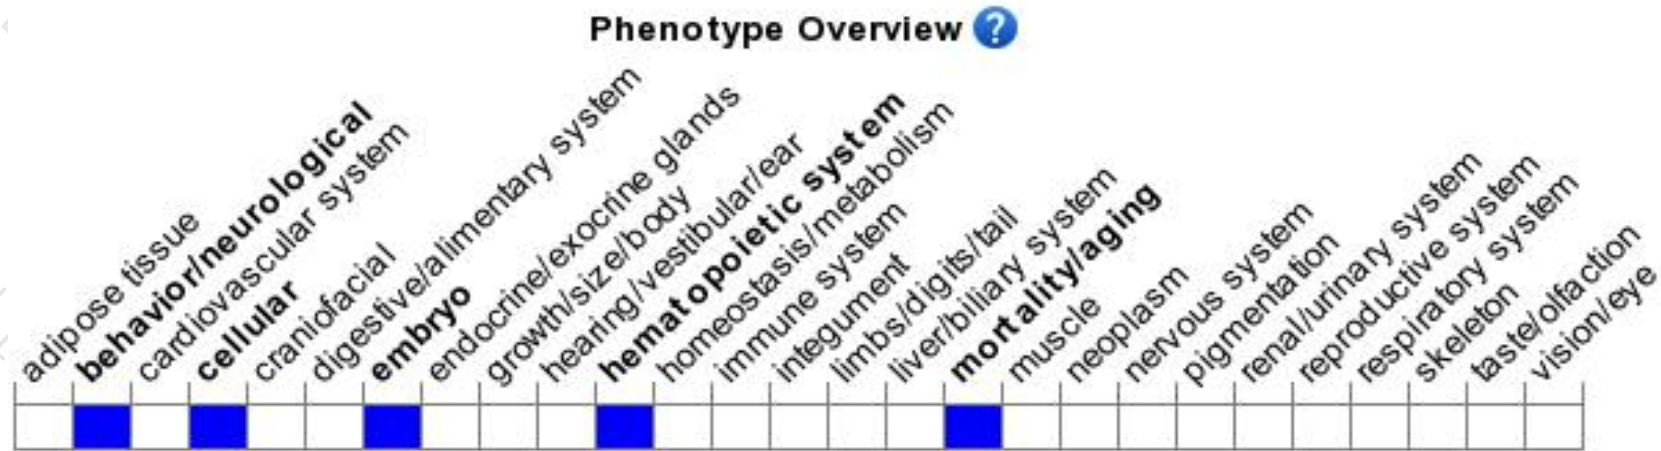 Phenotype Overview ?
adipose tissue
behavior/neurological
cardiovascular system
cellular
craniofacial
digestive/alimentary system
embryo
endocrine/exocrine glands
growth/size/body
hearing/vestibular/ear
hematopoietic system
homeostasis/metabolism
immune system
integument
limbs/digits/tail
liver/biliary system
mortality/aging
muscle
neoplasm
nervous system
pigmentation
renal/urinary system
reproductive system
respiratory system
skeleton
taste/olfaction
vision/eye